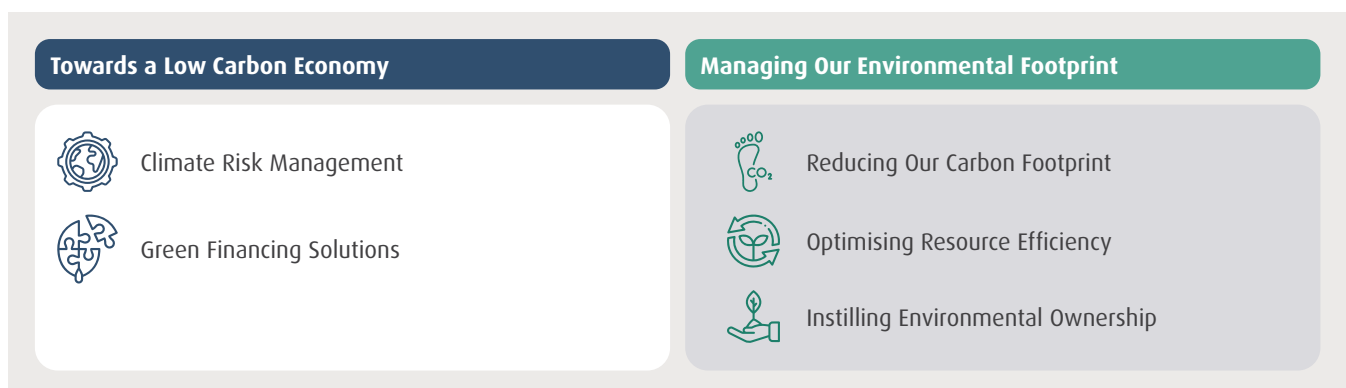 Towards a Low Carbon Economy
Climate Risk Management
Green Financing Solutions
Managing Our Environmental Footprint
CO₂
Reducing Our Carbon Footprint
Optimising Resource Efficiency
Instilling Environmental Ownership